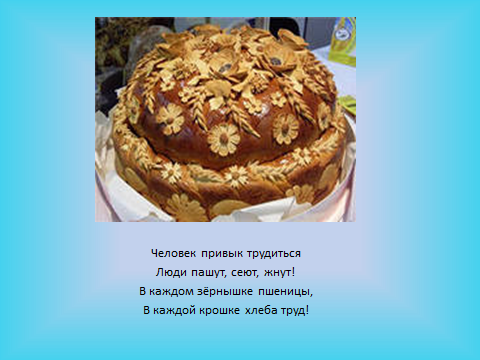 Человек привык трудиться
Люди пашут, сеют, жнут!
В каждом зёрнышке пшеницы,
В каждой крошке хлеба труд!